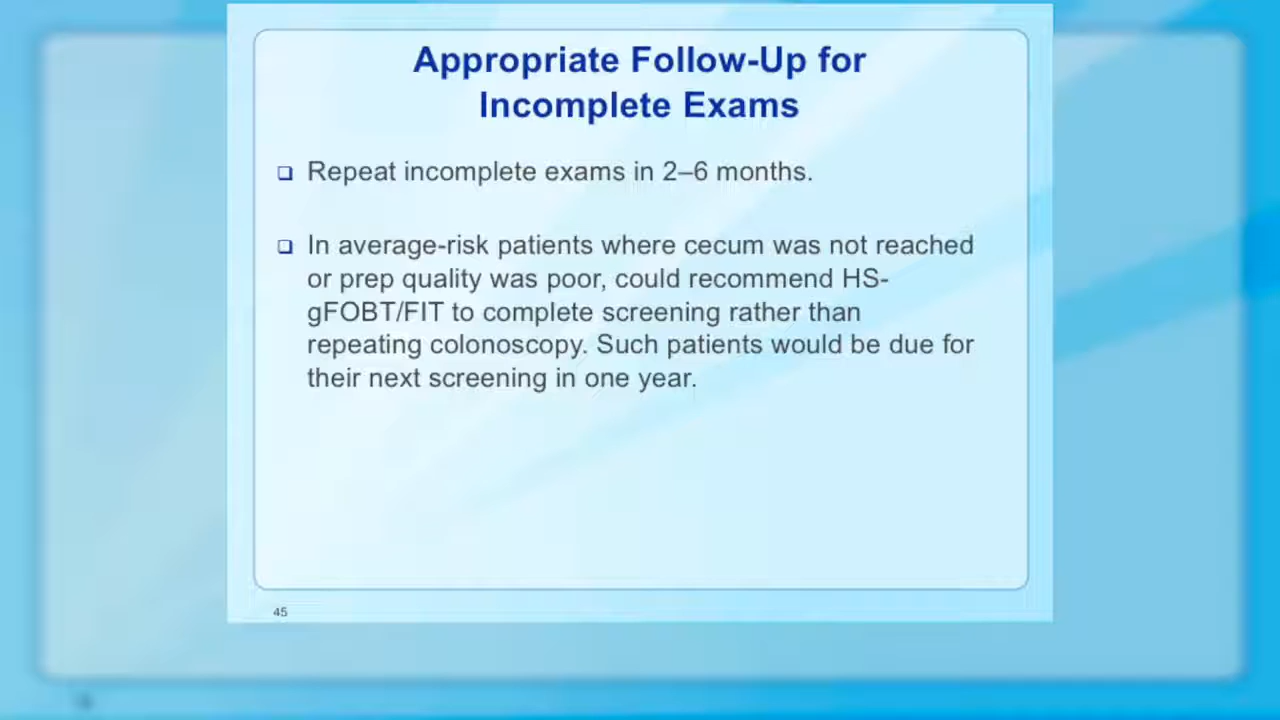 Appropriate Follow-Up for
Incomplete Exams
❑ Repeat incomplete exams in 2–6 months.
❑ In average-risk patients where cecum was not reached
or prep quality was poor, could recommend HS-
gFOBT/FIT to complete screening rather than
repeating colonoscopy. Such patients would be due for
their next screening in one year.
45